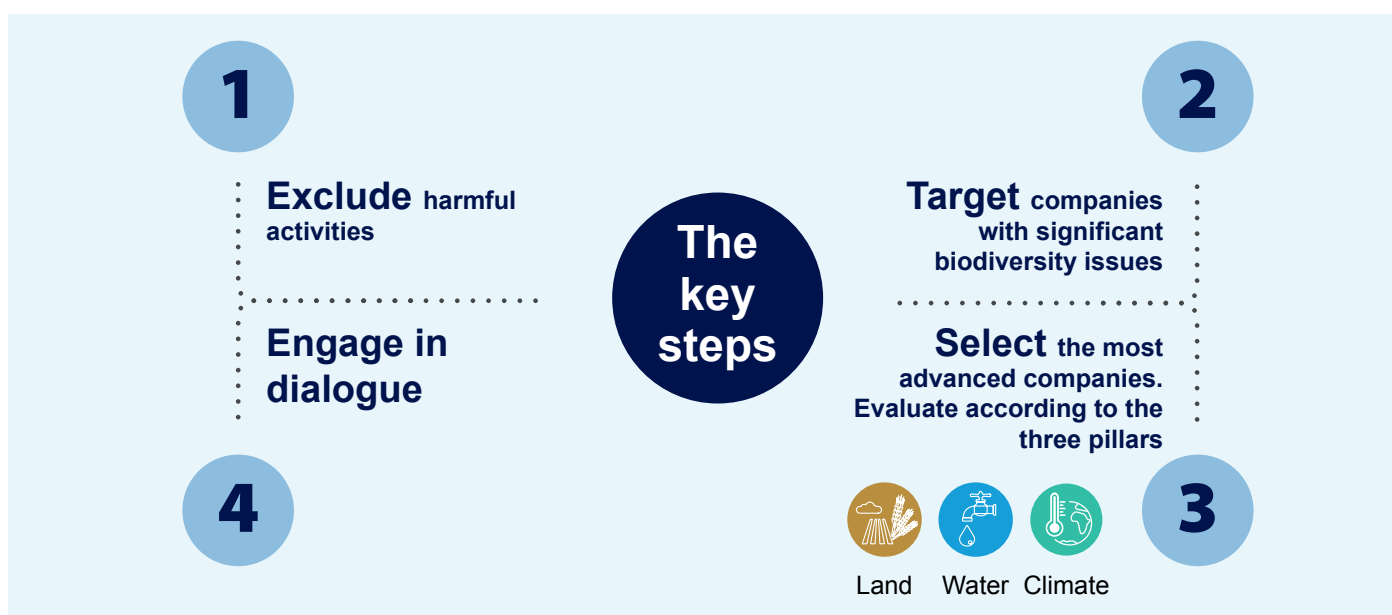 1
Exclude harmful
activities
The
key
steps
2
Target companies
with significant
biodiversity issues
Engage in
dialogue
4
Select the most
advanced companies.
Evaluate according to the
three pillars
3
Land Water Climate